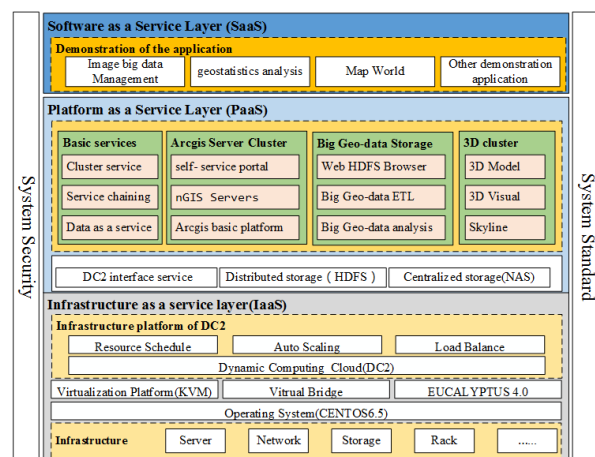 Software as a Service Layer (SaaS)
Demonstration of the application
Image big data
Management
geostatistics analysis
Map World
Other demonstration
application
Platform as a Service Layer (PaaS)
Basic services
Cluster service
Service chaining
Data as a service
Arcgis Server Cluster
self- service portal
nGIS Servers
Arcgis basic platform
Big Geo-data Storage
Web HDFS Browser
Big Geo-data ETL
Big Geo-data analysis
3D cluster
3D Model
3D Visual
Skyline
DC2 interface service
Distributed storage ( HDFS )
Centralized storage(NAS)
Infrastructure as a service layer(IaaS)
Infrastructure platform of DC2
Resource Schedule
Auto Scaling
Load Balance
Dynamic Computing Cloud(DC2)
Virtualization Platform(KVM)
Vitrual Bridge
EUCALYPTUS 4.0
Operating System(CENTOS6.5)
Infrastructure
Server
Network
Storage
Rack
......
System Security
System Standard